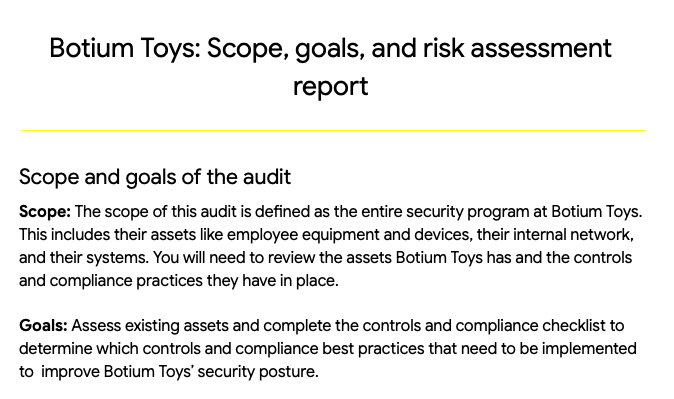 Botium Toys: Scope, goals, and risk assessment
report
Scope and goals of the audit
Scope: The scope of this audit is defined as the entire security program at Botium Toys.
This includes their assets like employee equipment and devices, their internal network,
and their systems. You will need to review the assets Botium Toys has and the controls
and compliance practices they have in place.
Goals: Assess existing assets and complete the controls and compliance checklist to
determine which controls and compliance best practices that need to be implemented
to  improve Botium Toys’ security posture.